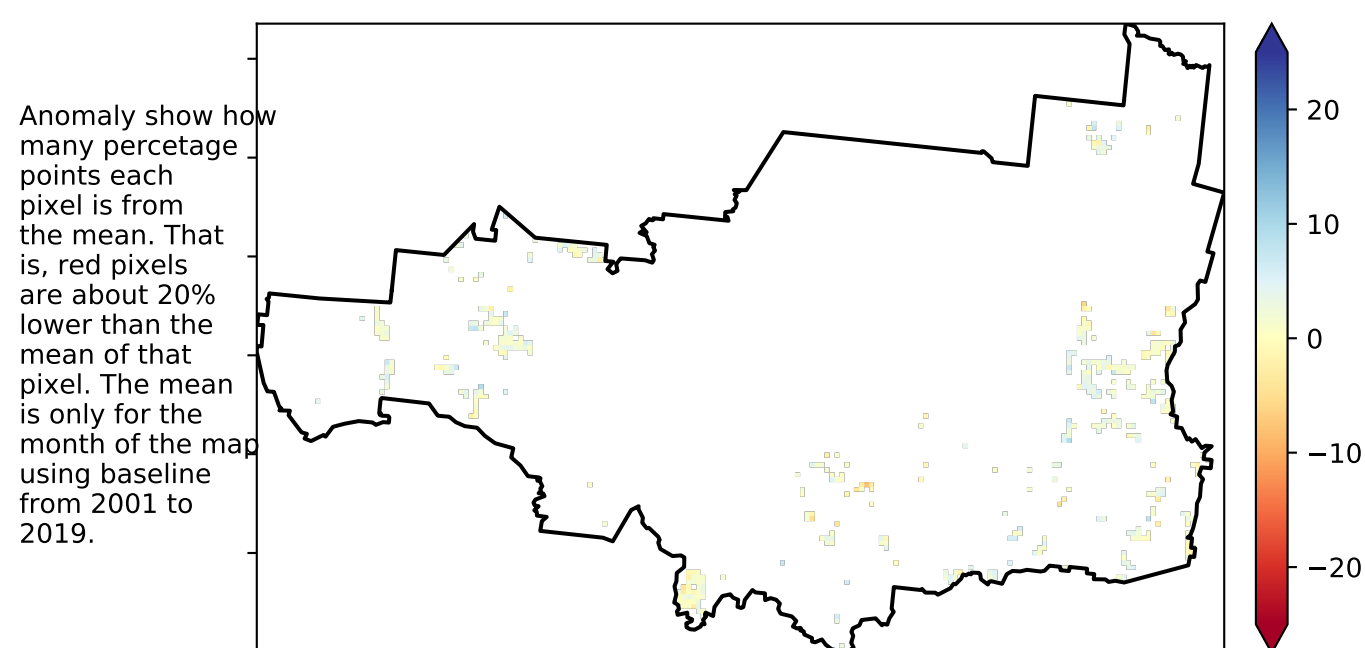 Anomaly show how
many percetage
points each
pixel is from
the mean. That
is, red pixels
are about 20%
lower than the
mean of that
pixel. The mean
is only for the
month of the map
using baseline
from 2001 to
2019.
20
10
0
−10
−20